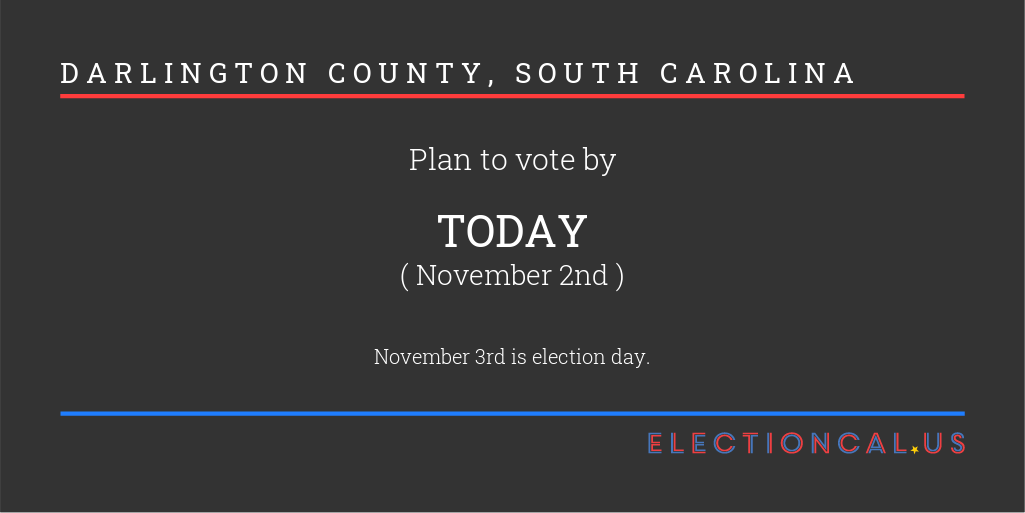 DARLINGTON COUNTY, SOUTH CAROLINA
Plan to vote by
TODAY
( November 2nd )
November 3rd is election day.
ELECTIONCAL.US